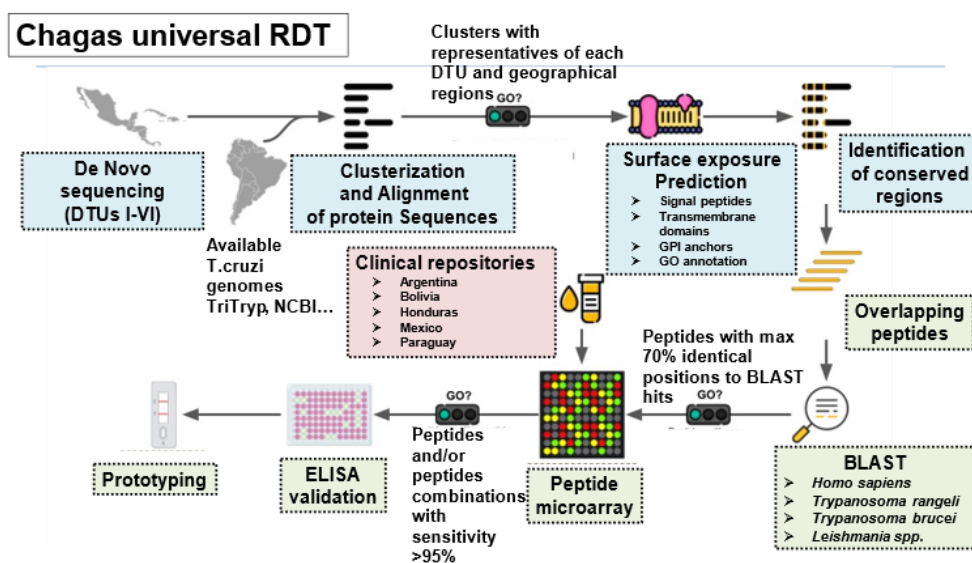 Chagas universal RDT
Clusters with
representatives of each
DTU and geographical
regions
GO?
De Novo
sequencing
(DTUs I-VI)
Clusterization
and Alignment
of protein Sequences
Surface exposure
Prediction
➤ Signal peptides
➤ Transmembrane
domains
➤ GPI anchors
➤ GO annotation
Identification
of conserved
regions
Available
T.cruzi
genomes
TriTryp, NCBI...
Clinical repositories
➤ Argentina
➤ Bolivia
➤ Honduras
➤ Mexico
➤ Paraguay
Overlapping
peptides
Peptides with max
70% identical
positions to BLAST
hits
GO?
GO?
Prototyping
ELISA
validation
Peptides
and/or
peptides
combinations
with
sensitivity
>95%
Peptide
microarray
BLAST
➤ Homo sapiens
➤ Trypanosoma rangeli
➤ Trypanosoma brucei
➤ Leishmania spp.